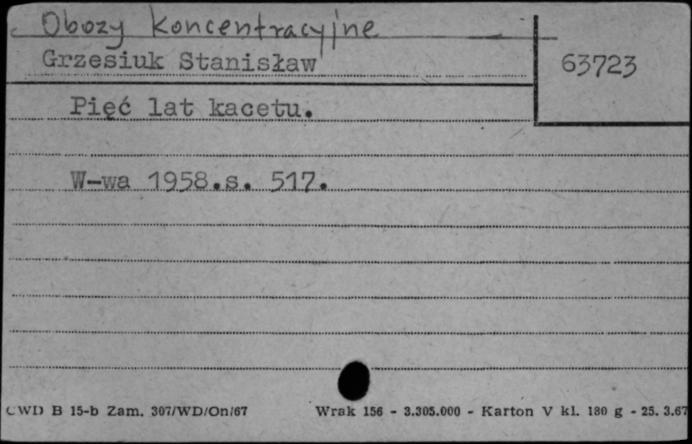 Obozy koncentracyjne
Grzesiuk Stanisław
63723
Pięć lat kacetu.
W-wa 1958.s. 517.
CWD B 15-b Zam. 307/WD/On/67 Wrak 156 - 3.305.000 - Karton V kl. 180 g - 25. 3.67